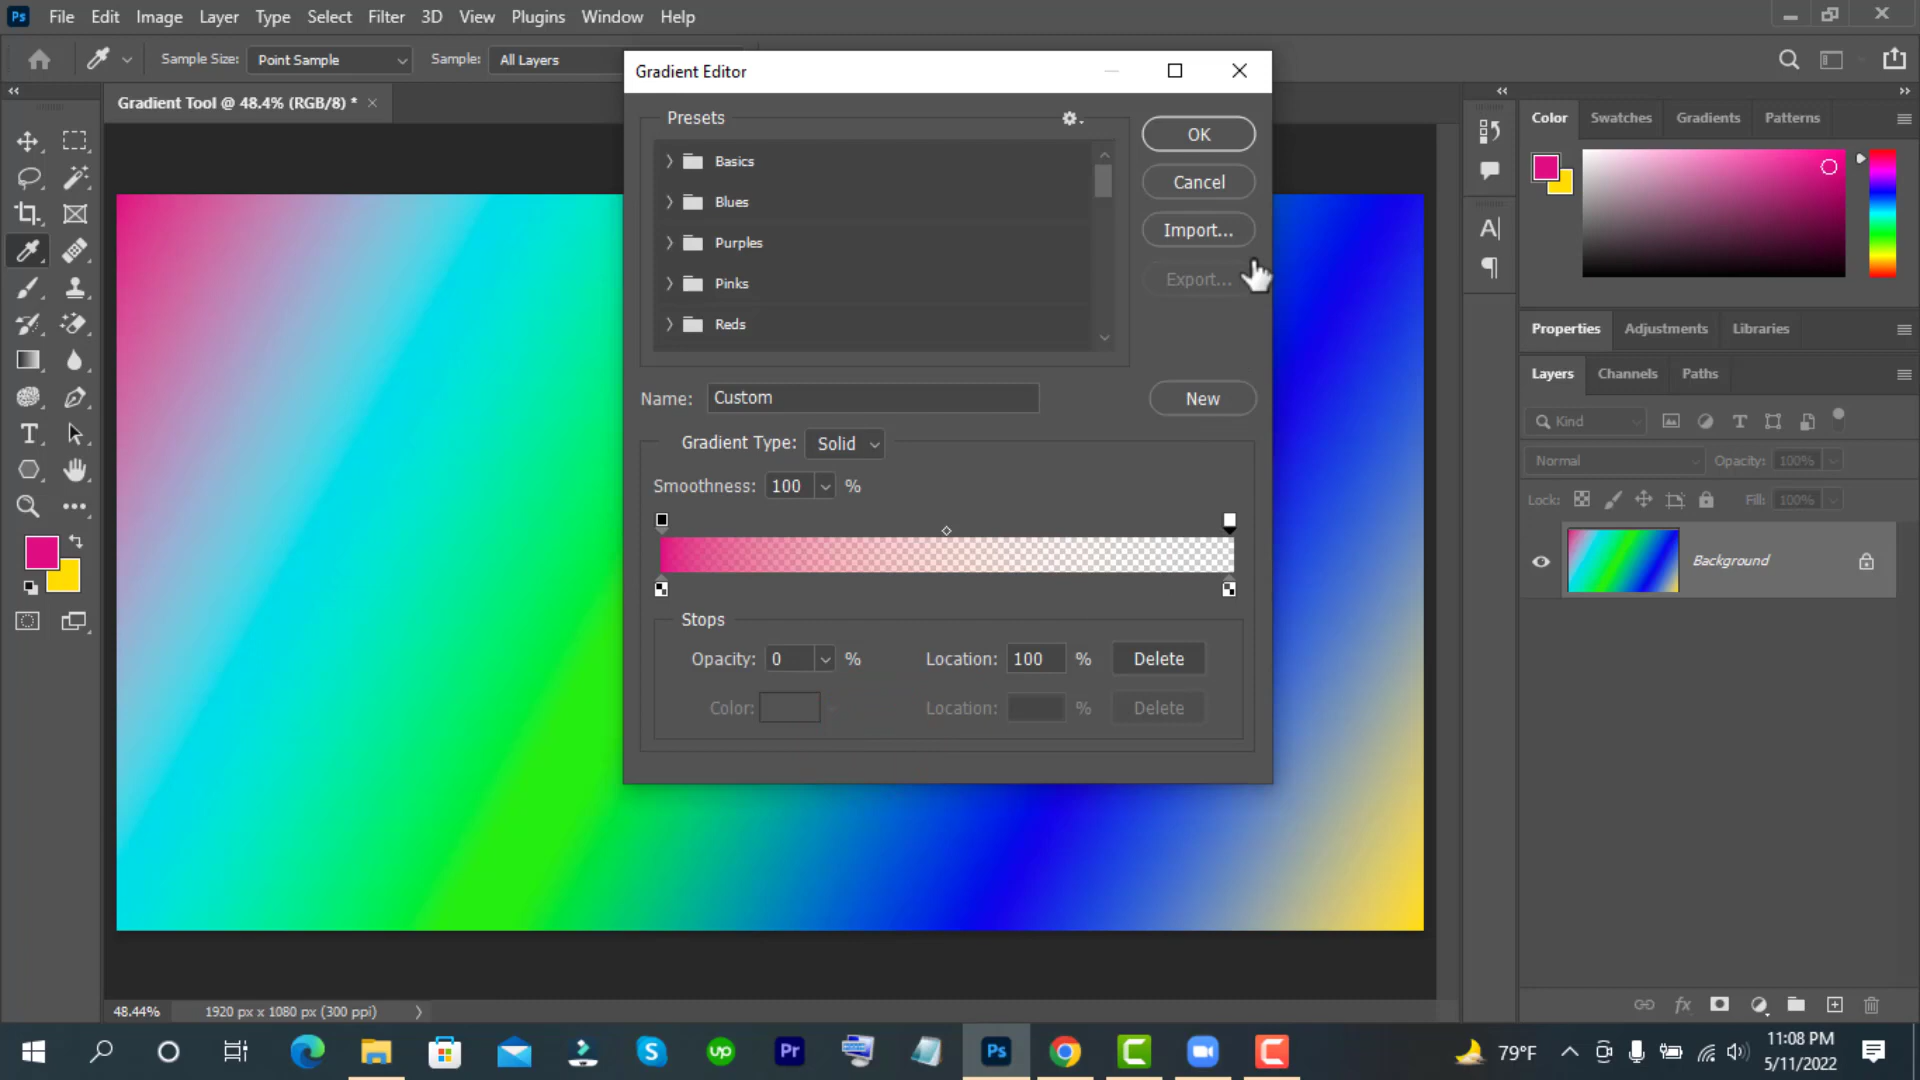 Ps File Edit Image Layer Type Select Filter 3D View Plugins Window Help
Sample Size: Point Sample Sample: All Layers
Gradient Tool @ 48.4% (RGB/8) *
Gradient Editor
Presets
Basics
Blues
Purples
Pinks
Reds
OK
Cancel
Import...
Export...
Name: Custom
New
Gradient Type: Solid
Smoothness: 100 %
Stops
Opacity: 0 % Location: 100 % Delete
Color: Location: % Delete
Color Swatches Gradients Patterns
Properties Adjustments Libraries
Layers Channels Paths
Kind
Normal Opacity: 100%
Lock: Fill: 100%
Background
48.44% 1920 px x 1080 px (300 ppi)
up Pr Ps
79°F
11:08 PM
5/11/2022